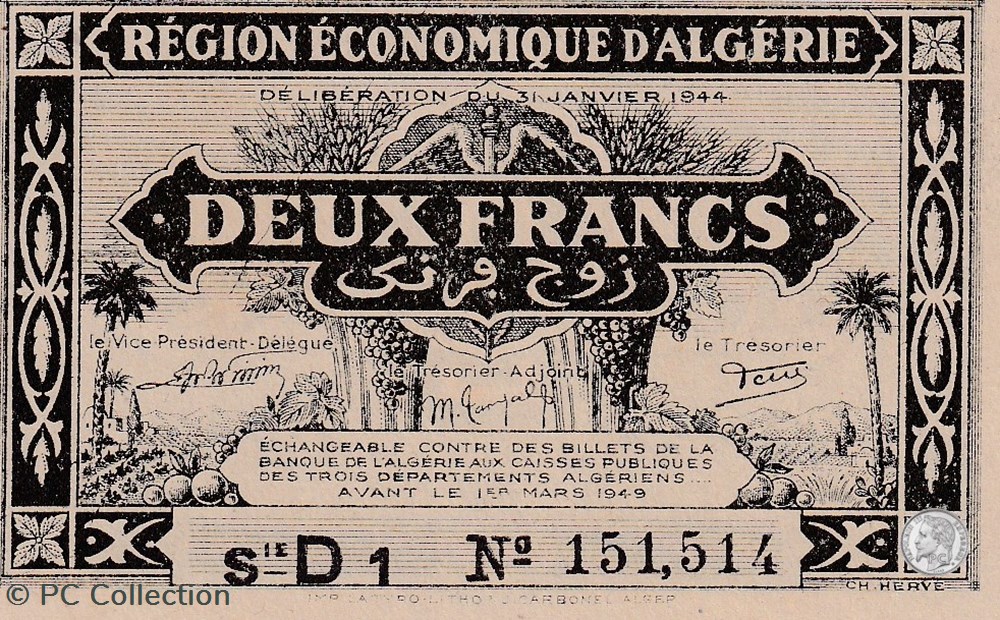 RÉGION ÉCONOMIQUE D'ALGÉRIE
DÉLIBÉRATION DU 31 JANVIER 1944
DEUX FRANCS
زوج فرنك
le Vice Président-Délégué
le Trésorier
le Trésorier-Adjoint
ÉCHANGEABLE CONTRE DES BILLETS DE LA
BANQUE DE L'ALGÉRIE AUX CAISSES PUBLIQUES
DES TROIS DÉPARTEMENTS ALGÉRIENS....
AVANT LE 1ER MARS 1949
SIE D 1 No 151,514
CH. HERVÉ
© PC Collection